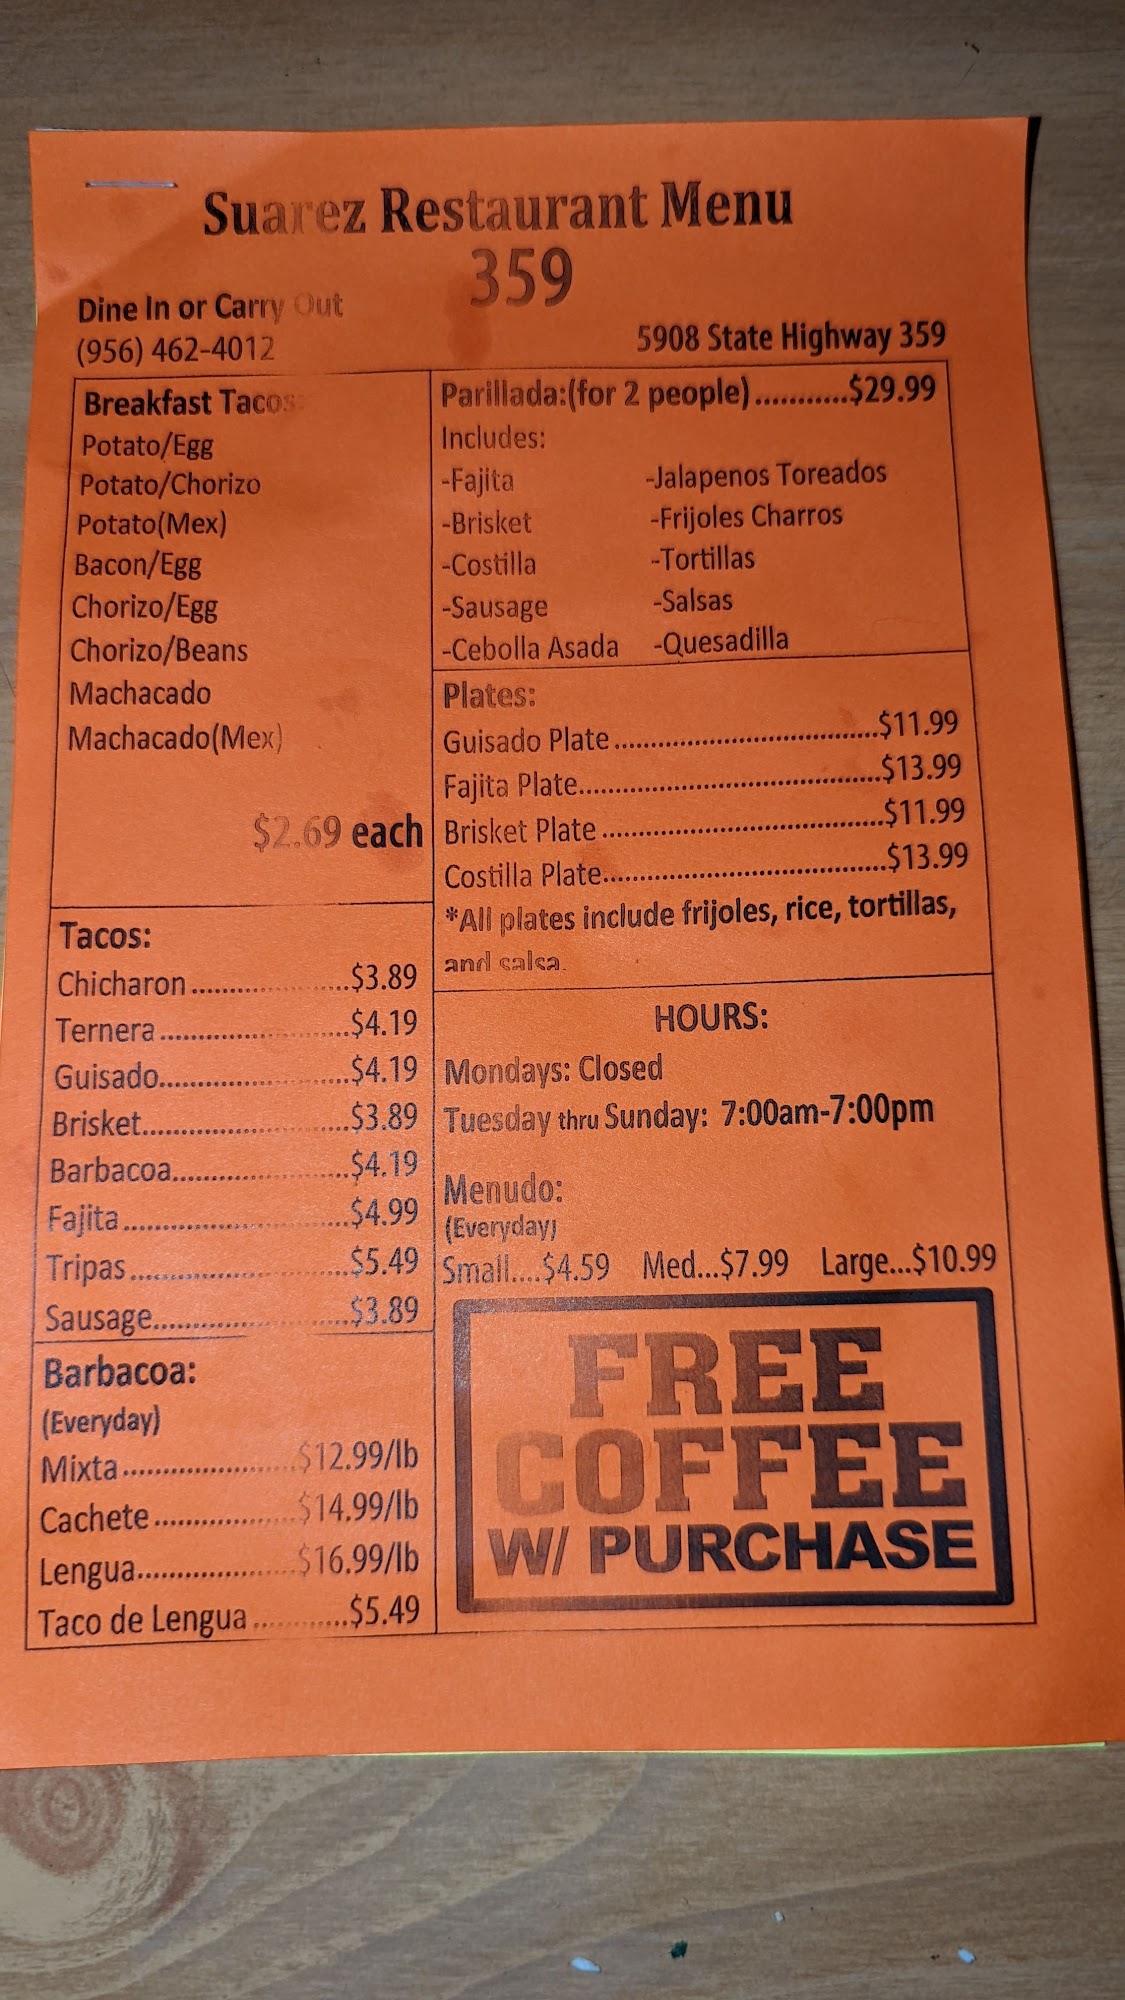 Suarez Restaurant Menu
359
Dine In or Carry Out
(956) 462-4012
5908 State Highway 359
Breakfast Tacos:
Potato/Egg
Potato/Chorizo
Potato(Mex)
Bacon/Egg
Chorizo/Egg
Chorizo/Beans
Machacado
Machacado(Mex)
$2.69 each
Tacos:
Chicharon....................$3.89
Ternera....................$4.19
Guisado....................$4.19
Brisket....................$3.89
Barbacoa....................$4.19
Fajita....................$4.99
Tripas....................$5.49
Sausage....................$3.89
Barbacoa:
(Everyday)
Mixta....................$12.99/lb
Cachete....................$14.99/lb
Lengua....................$16.99/lb
Taco de Lengua............$5.49
Parillada:(for 2 people)...........$29.99
Includes:
-Fajita -Jalapenos Toreados
-Brisket -Frijoles Charros
-Costilla -Tortillas
-Sausage -Salsas
-Cebolla Asada -Quesadilla
Plates:
Guisado Plate........................................$11.99
Fajita Plate........................................$13.99
Brisket Plate........................................$11.99
Costilla Plate........................................$13.99
*All plates include frijoles, rice, tortillas,
and salsa.
HOURS:
Mondays: Closed
Tuesday thru Sunday: 7:00am-7:00pm
Menudo:
(Everyday)
Small....$4.59 Med...$7.99 Large...$10.99
FREE
COFFEE
W/ PURCHASE